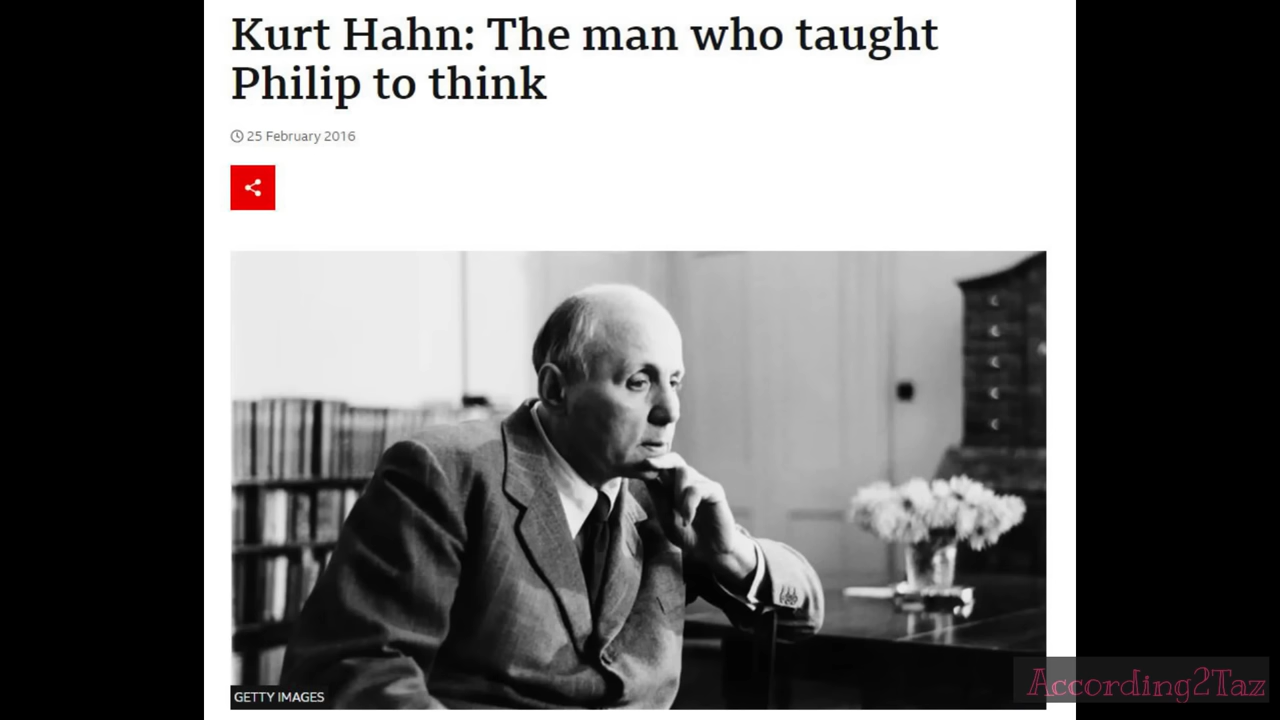 Kurt Hahn: The man who taught
Philip to think
25 February 2016
GETTY IMAGES
According2Taz